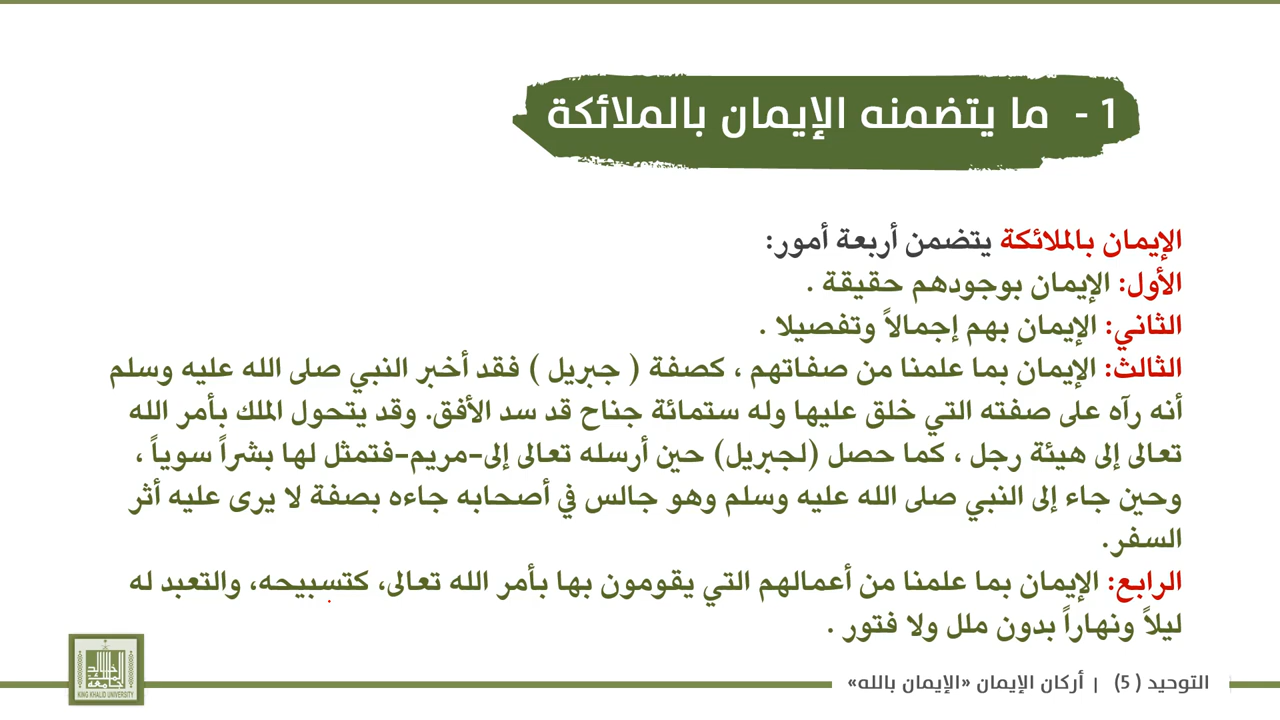 1 - ما يتضمنه الإيمان بالملائكة
الإيمان بالملائكة يتضمن أربعة أمور:
الأول: الإيمان بوجودهم حقيقة .
الثاني: الإيمان بهم إجمالاً وتفصيلا .
الثالث: الإيمان بما علمنا من صفاتهم ، كصفة ( جبريل ) فقد أخبر النبي صلى الله عليه وسلم
أنه رآه على صفته التي خلق عليها وله ستمائة جناح قد سد الأفق. وقد يتحول الملك بأمر الله
تعالى إلى هيئة رجل ، كما حصل (لجبريل) حين أرسله تعالى إلى-مريم-فتمثل لها بشراً سوياً ،
وحين جاء إلى النبي صلى الله عليه وسلم وهو جالس في أصحابه جاءه بصفة لا يرى عليه أثر
السفر.
الرابع: الإيمان بما علمنا من أعمالهم التي يقومون بها بأمر الله تعالى، كتسبيحه، والتعبد له
ليلاً ونهاراً بدون ملل ولا فتور .
التوحيد ( 5) | أركان الإيمان «الإيمان بالله»
جامعة الملك خالد
KING KHALID UNIVERSITY